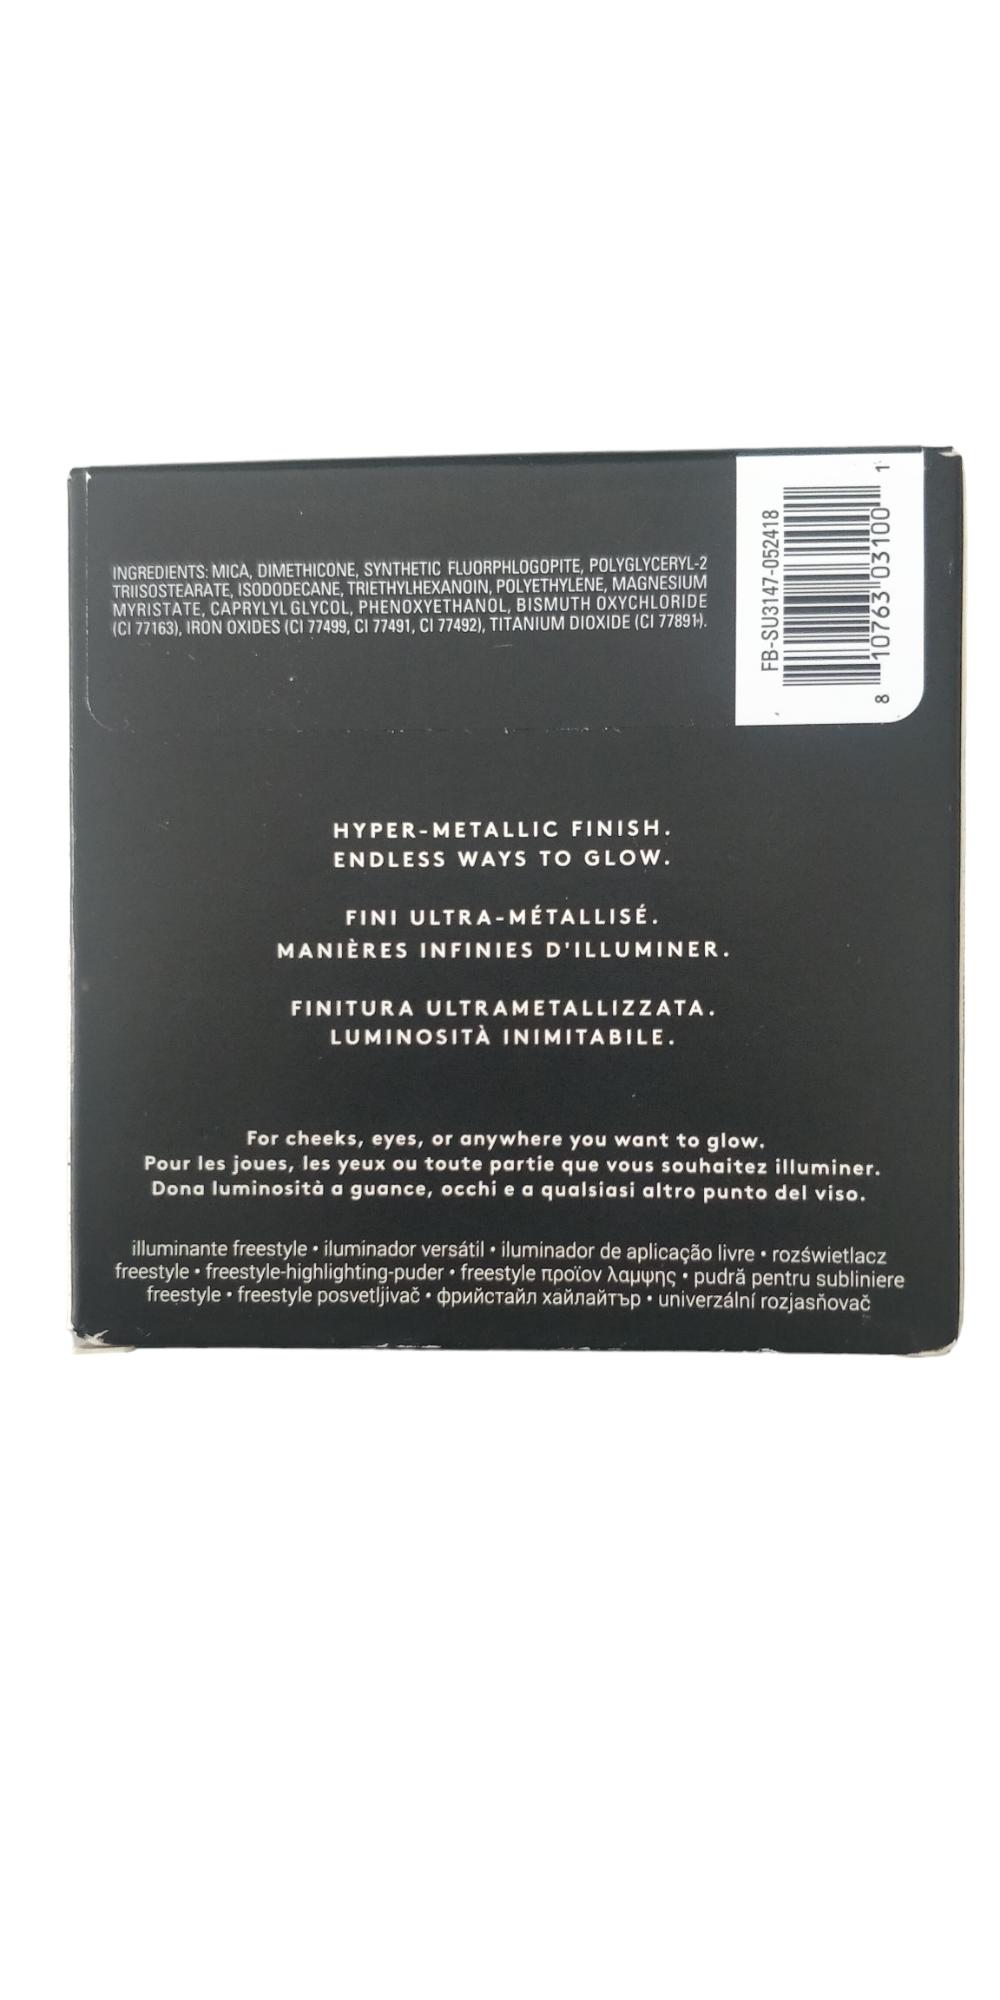 INGREDIENTS: MICA, DIMETHICONE, SYNTHETIC FLUORPHLOGOPITE, POLYGLYCERYL-2
TRIISOSTEARATE, ISODODECANE, TRIETHYLHEXANOIN, POLYETHYLENE, MAGNESIUM
MYRISTATE, CAPRYLYL GLYCOL, PHENOXYETHANOL, BISMUTH OXYCHLORIDE
(CI 77163), IRON OXIDES (CI 77499, CI 77491, CI 77492), TITANIUM DIOXIDE (CI 77891).
FB-SU3147-052418
8 10763 03100 1
HYPER-METALLIC FINISH.
ENDLESS WAYS TO GLOW.
FINI ULTRA-MÉTALLISÉ.
MANIÈRES INFINIES D'ILLUMINER.
FINITURA ULTRAMETALLIZZATA.
LUMINOSITÀ INIMITABILE.
For cheeks, eyes, or anywhere you want to glow.
Pour les joues, les yeux ou toute partie que vous souhaitez illuminer.
Dona luminosità a guance, occhi e a qualsiasi altro punto del viso.
illuminante freestyle • iluminador versátil • iluminador de aplicação livre • rozświetlacz
freestyle • freestyle-highlighting-puder • freestyle προϊον λαμψης • pudră pentru subliniere
freestyle • freestyle posvetljivač • фрийстайл хайлайтър • univerzální rozjasňovač